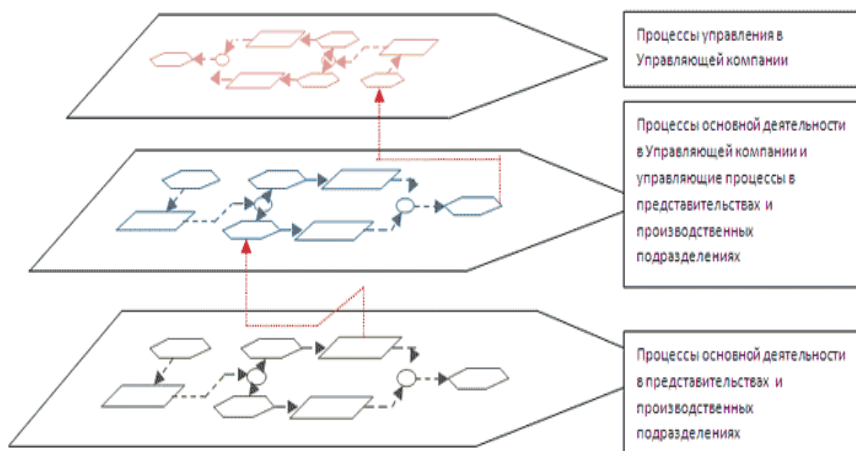 Процессы управления в
Управляющей компании
Процессы основной деятельности
в Управляющей компании и
управляющие процессы в
представительствах и
производственных
подразделениях
Процессы основной деятельности
в представительствах и
производственных
подразделениях